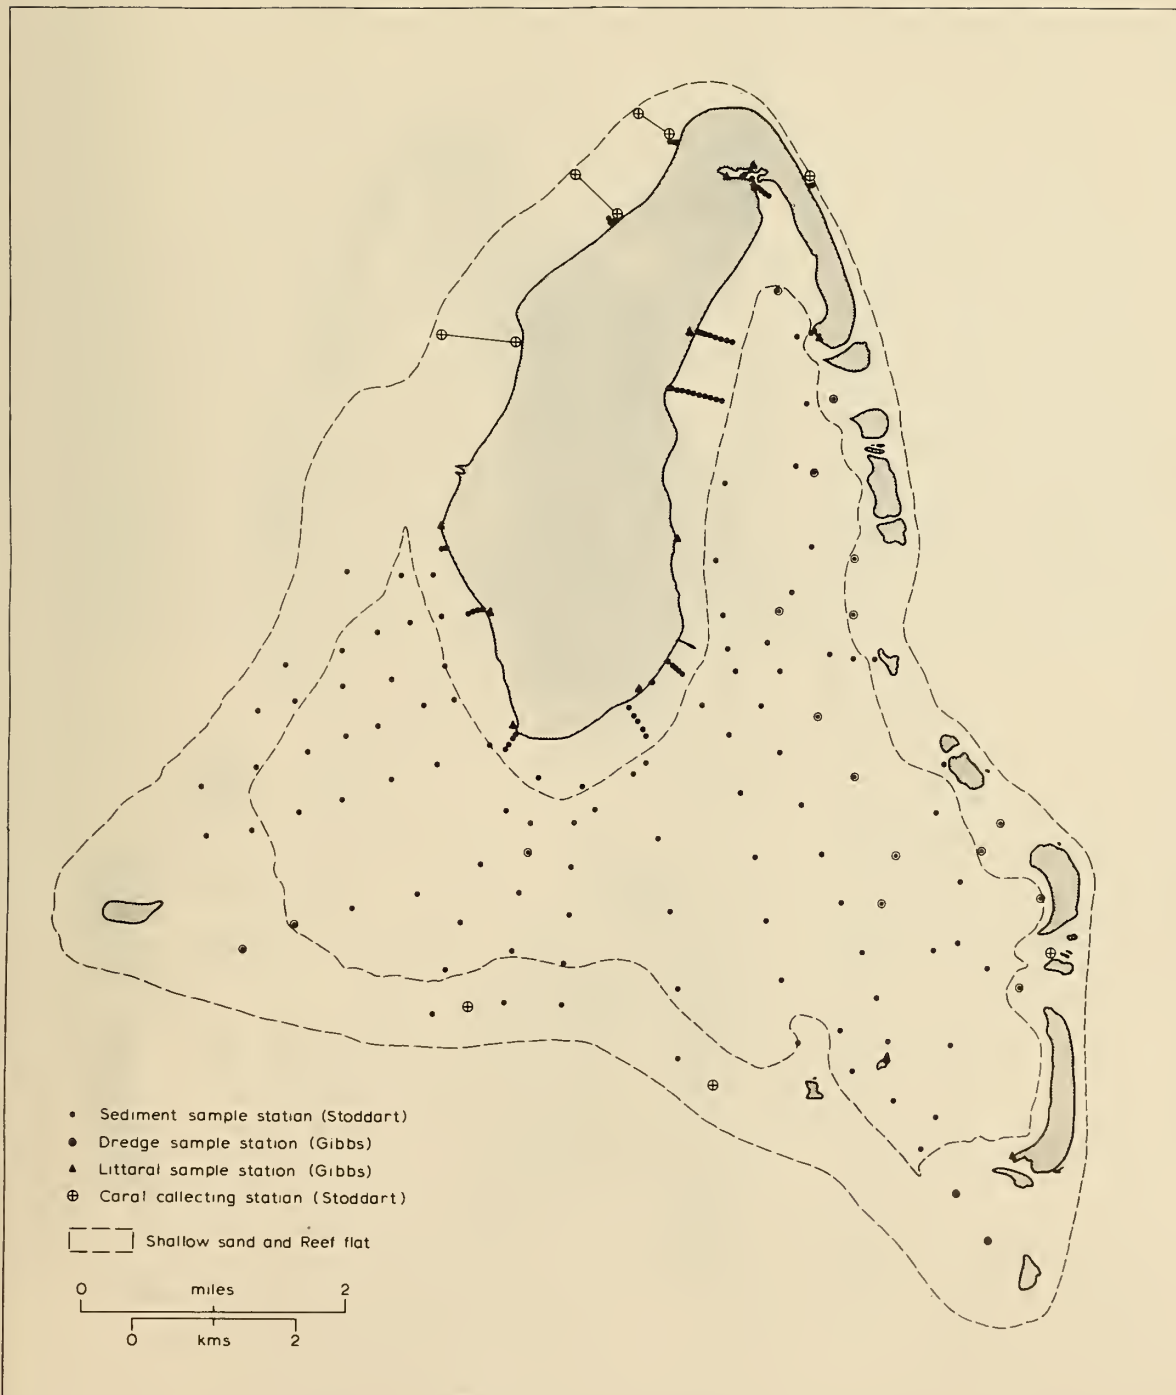 Sediment sample station (Stoddart)
Dredge sample station (Gibbs)
Littaral sample station (Gibbs)
Caral callecting station (Stoddart)
Shallow sand and Reef flat
0 miles 2
0 kms 2